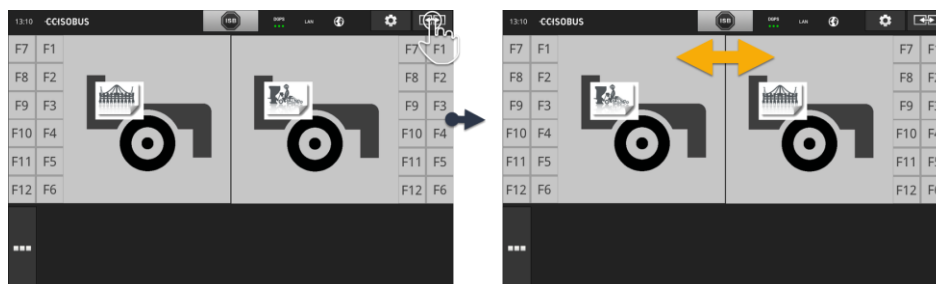 13:10 ·CCISOBUS ISB DGPS LAN
F7 F1 F7 F1
F8 F2 F8 F2
F9 F3 F9 F3
F10 F4 F10 F4
F11 F5 F11 F5
F12 F6 F12 F6
13:10 ·CCISOBUS ISB DGPS LAN
F7 F1 F7
F8 F2 F8
F9 F3 F9
F10 F4 F10
F11 F5 F11
F12 F6 F12